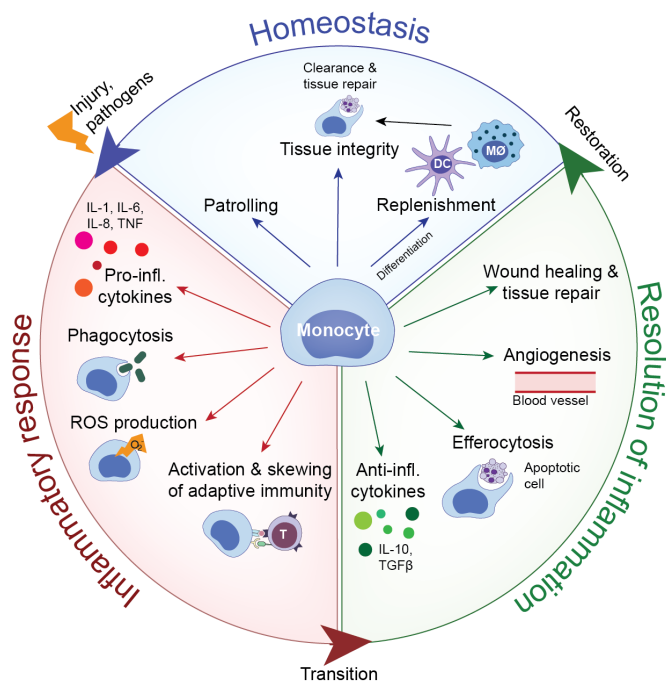 Homeostasis
Injury,
pathogens
Clearance &
tissue repair
Restoration
Tissue integrity
DC
MØ
Patrolling
Replenishment
Differentiation
IL-1, IL-6,
IL-8, TNF
Pro-infl.
cytokines
Monocyte
Wound healing &
tissue repair
Phagocytosis
Angiogenesis
Blood vessel
ROS production
O₂⁻
Efferocytosis
Apoptotic
cell
Activation & skewing
of adaptive immunity
T
Anti-infl.
cytokines
IL-10,
TGFβ
Inflammatory response
Resolution of inflammation
Transition